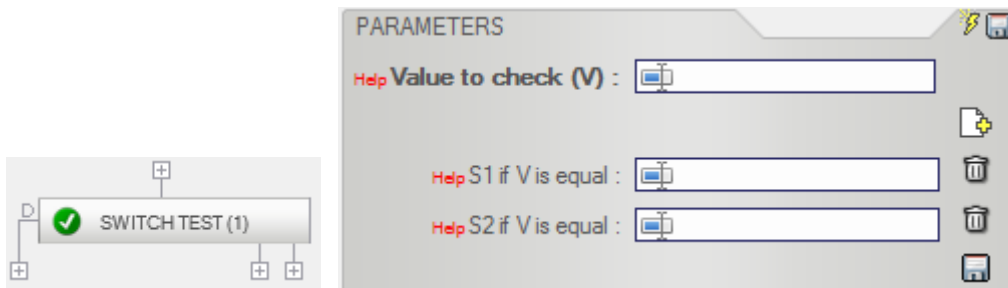 PARAMETERS
Help Value to check (V) :
Help S1 if V is equal :
Help S2 if V is equal :
D
SWITCH TEST (1)